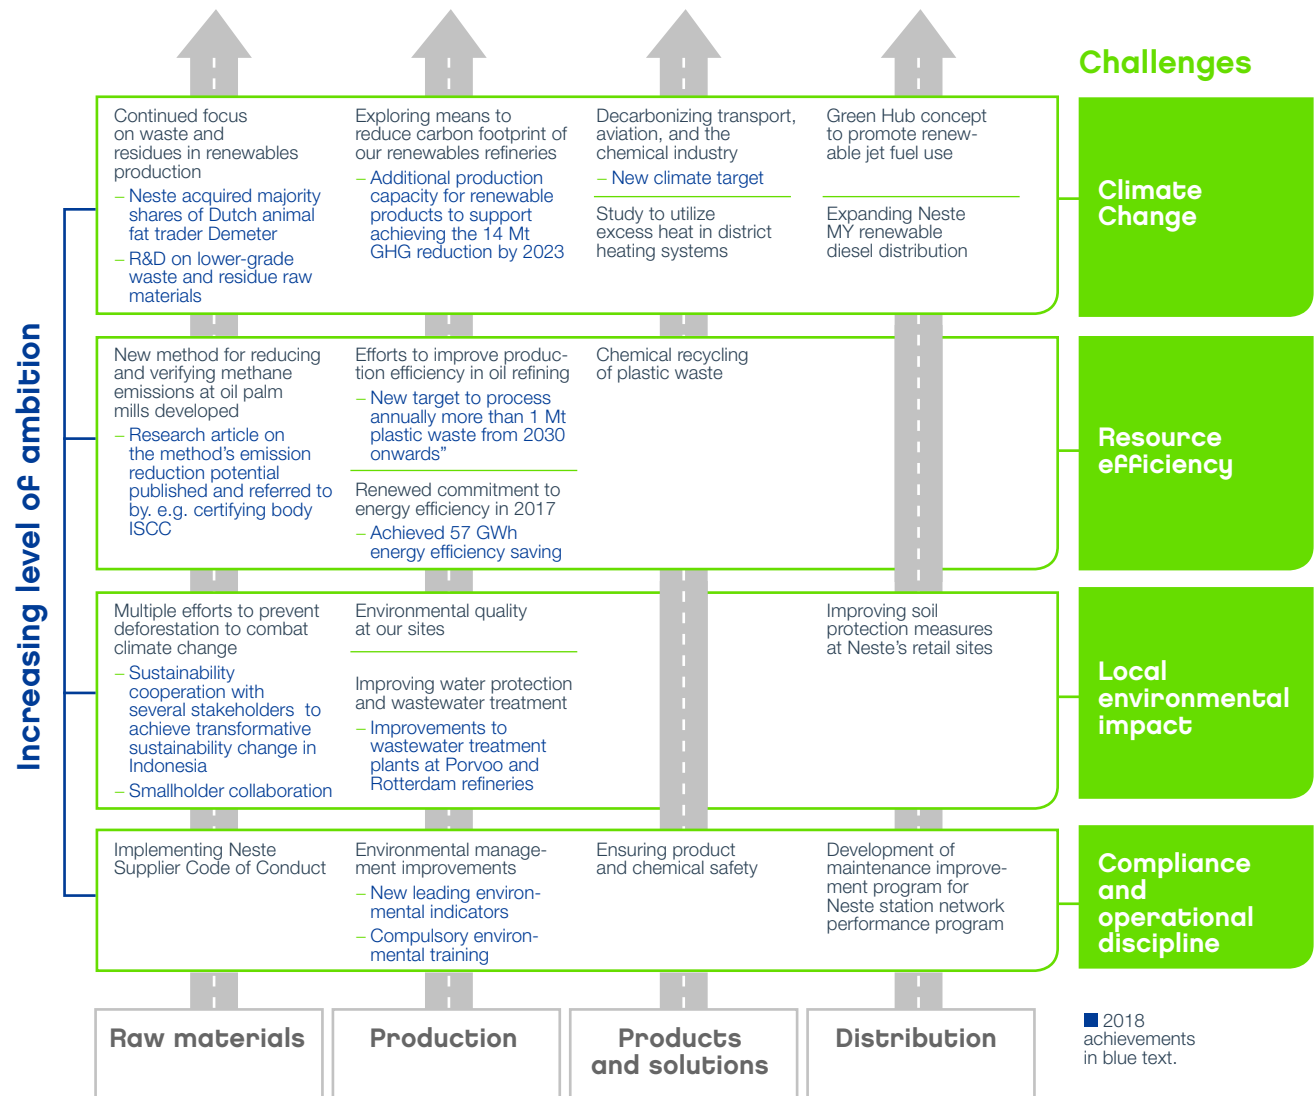 Challenges
Increasing level of ambition
Continued focus
on waste and
residues in renewables
production
– Neste acquired majority
shares of Dutch animal
fat trader Demeter
– R&D on lower-grade
waste and residue raw
materials
Exploring means to
reduce carbon footprint of
our renewables refineries
– Additional production
capacity for renewable
products to support
achieving the 14 Mt
GHG reduction by 2023
Decarbonizing transport,
aviation, and the
chemical industry
– New climate target
Study to utilize
excess heat in district
heating systems
Green Hub concept
to promote renew-
able jet fuel use
Expanding Neste
MY renewable
diesel distribution
Climate
Change
New method for reducing
and verifying methane
emissions at oil palm
mills developed
– Research article on
the method's emission
reduction potential
published and referred to
by. e.g. certifying body
ISCC
Efforts to improve produc-
tion efficiency in oil refining
– New target to process
annually more than 1 Mt
plastic waste from 2030
onwards”
Renewed commitment to
energy efficiency in 2017
– Achieved 57 GWh
energy efficiency saving
Chemical recycling
of plastic waste
Resource
efficiency
Multiple efforts to prevent
deforestation to combat
climate change
– Sustainability
cooperation with
several stakeholders to
achieve transformative
sustainability change in
Indonesia
– Smallholder collaboration
Environmental quality
at our sites
Improving water protection
and wastewater treatment
– Improvements to
wastewater treatment
plants at Porvoo and
Rotterdam refineries
Improving soil
protection measures
at Neste's retail sites
Local
environmental
impact
Implementing Neste
Supplier Code of Conduct
Environmental manage-
ment improvements
– New leading environ-
mental indicators
– Compulsory environ-
mental training
Ensuring product
and chemical safety
Development of
maintenance improve-
ment program for
Neste station network
performance program
Compliance
and
operational
discipline
Raw materials
Production
Products
and solutions
Distribution
2018
achievements
in blue text.